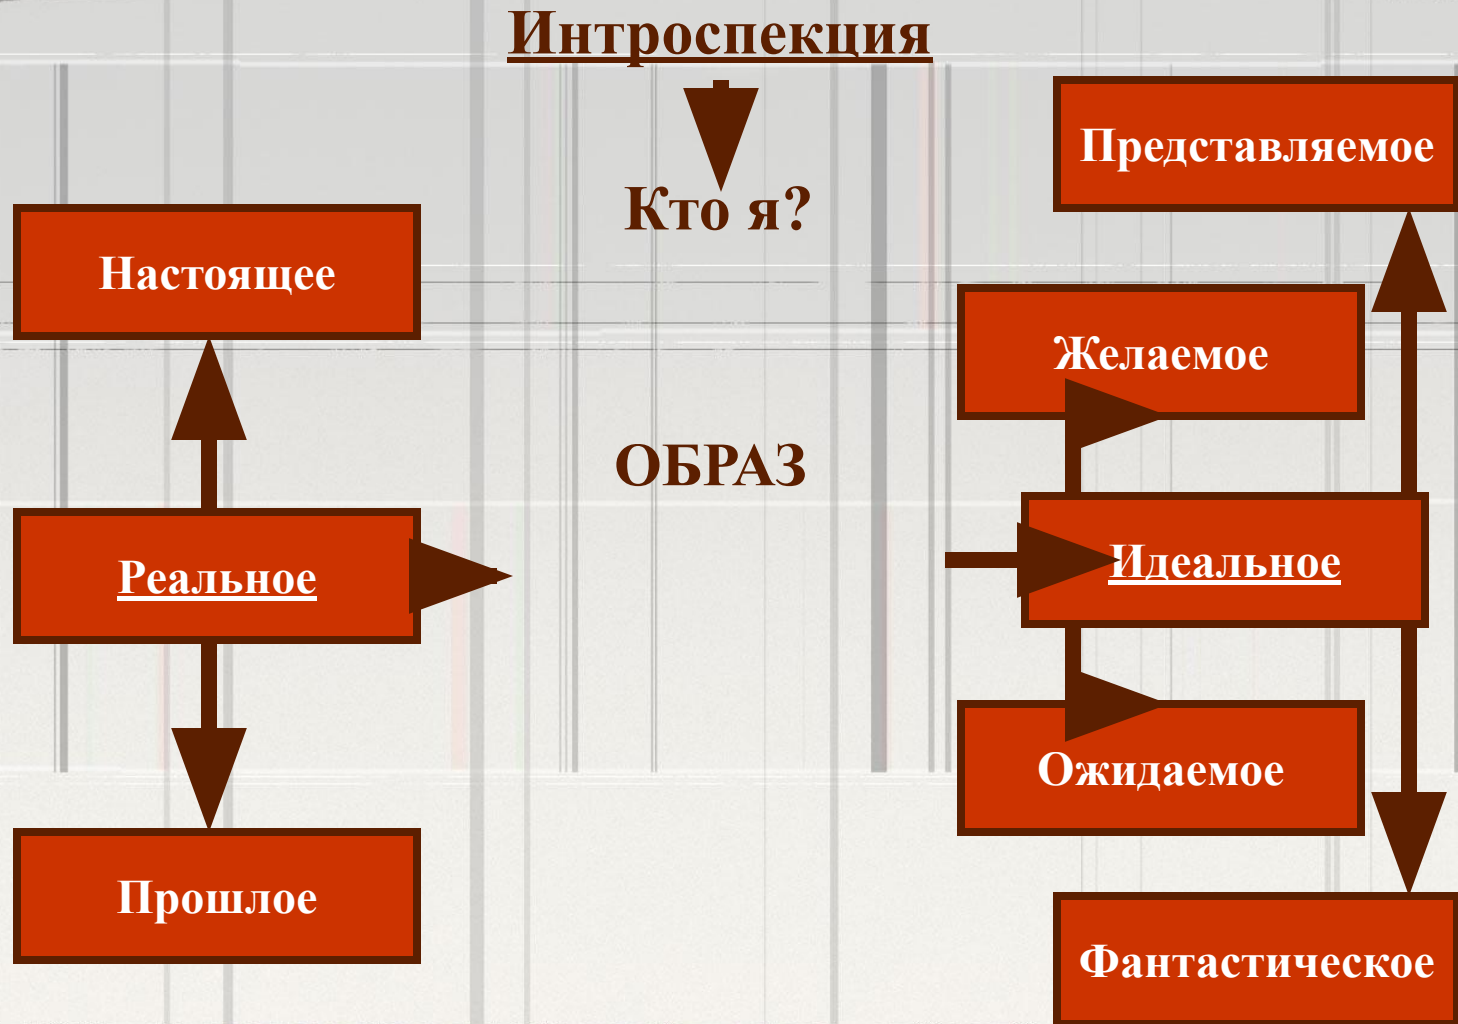 Интроспекция
Кто я?
Представляемое
Настоящее
Желаемое
ОБРАЗ
Реальное
Идеальное
Ожидаемое
Прошлое
Фантастическое